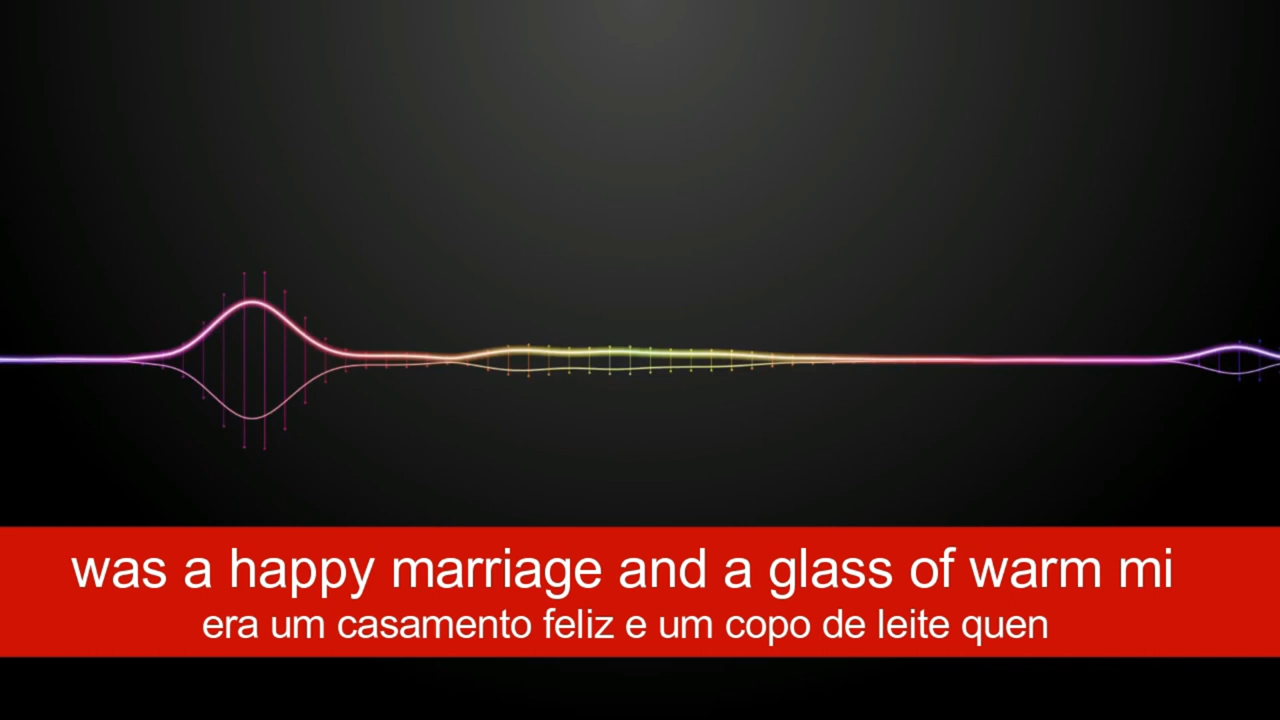 was a happy marriage and a glass of warm mi
era um casamento feliz e um copo de leite quen